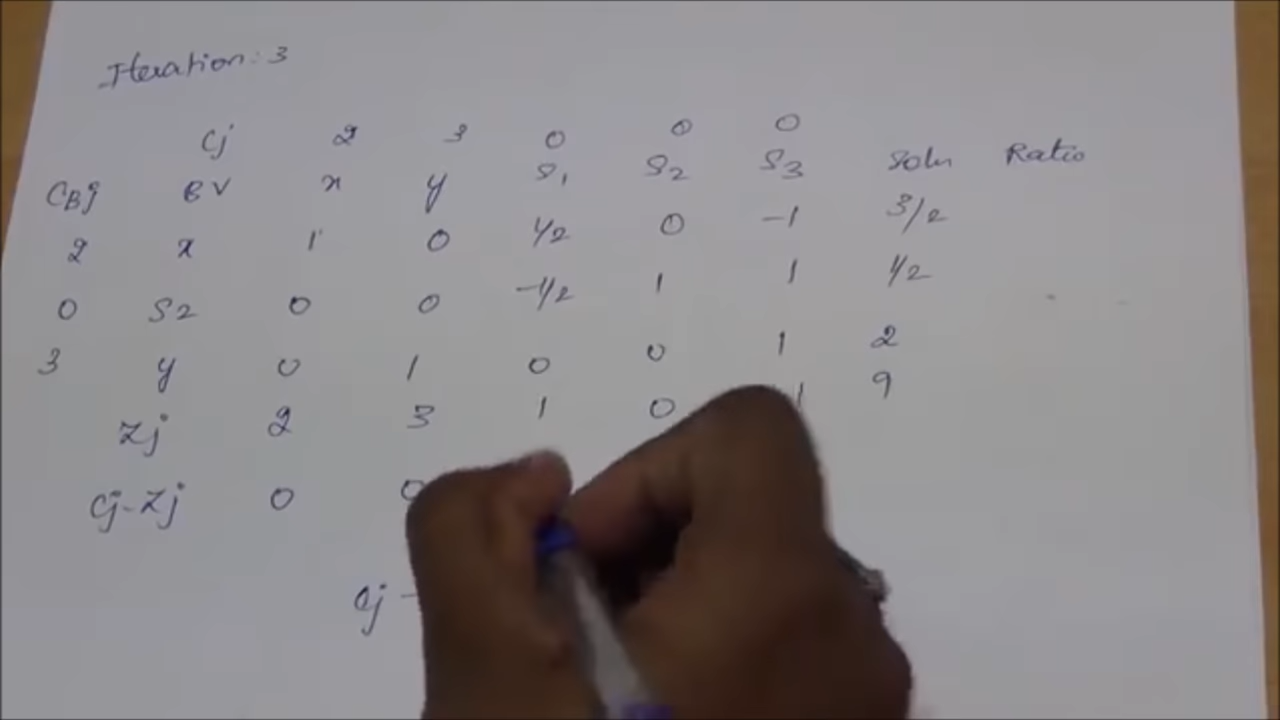 Iteration: 3
Cj 2 3 0 0 0
CBj BV x y S1 S2 S3 Soln Ratio
2 x 1 0 1/2 0 -1 3/2
0 S2 0 0 -1/2 1 1 1/2
3 y 0 1 0 0 1 2
Zj 2 3 1 0 1 9
Cj-Zj 0 0
Cj -